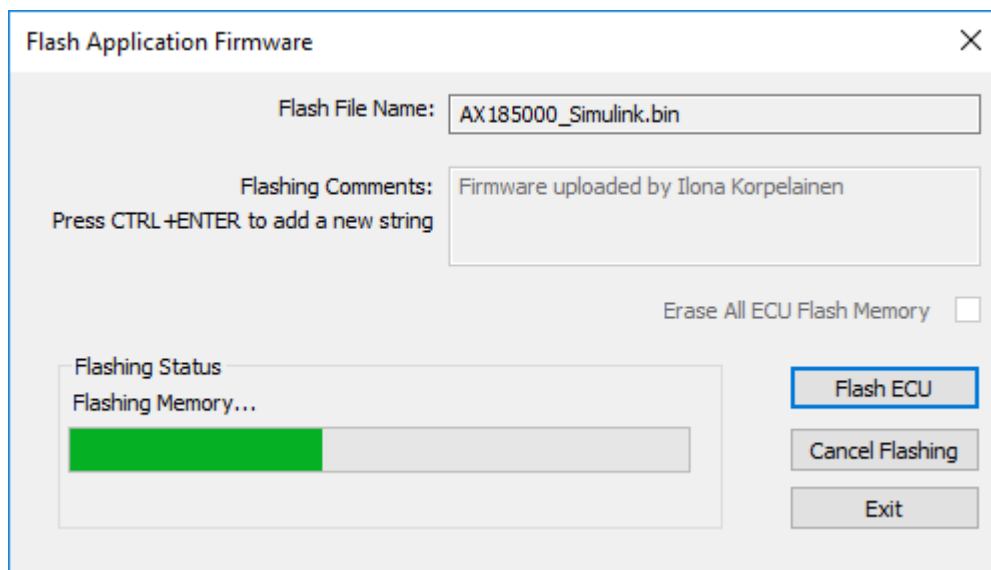 Flash Application Firmware
Flash File Name: AX185000_Simulink.bin
Flashing Comments: Firmware uploaded by Ilona Korpelainen
Press CTRL+ENTER to add a new string
Erase All ECU Flash Memory
Flashing Status
Flashing Memory...
Flash ECU
Cancel Flashing
Exit